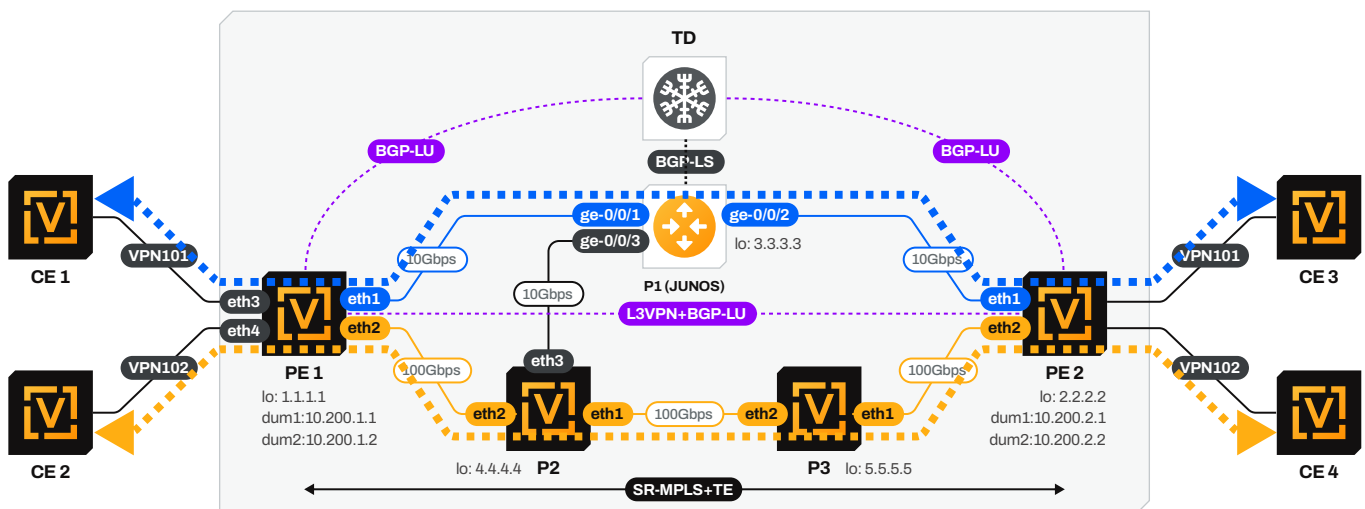 TD
BGP-LU
BGP-LU
BGP-LS
ge-0/0/1
ge-0/0/2
ge-0/0/3
lo: 3.3.3.3
VPN101
VPN101
10Gbps
10Gbps
CE 1
CE 3
eth3
eth1
eth1
10Gbps
P1 (JUNOS)
L3VPN+BGP-LU
eth4
eth2
eth2
eth3
VPN102
VPN102
PE 1
100Gbps
100Gbps
PE 2
lo: 1.1.1.1
dum1:10.200.1.1
dum2:10.200.1.2
lo: 2.2.2.2
dum1:10.200.2.1
dum2:10.200.2.2
eth2
eth1
100Gbps
eth2
eth1
CE 2
lo: 4.4.4.4
P2
P3
lo: 5.5.5.5
CE 4
SR-MPLS+TE